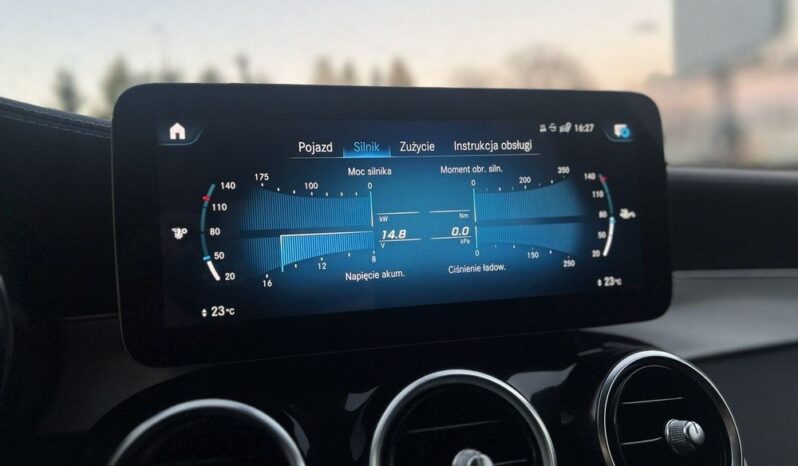 16:27
Pojazd Silnik Zużycie Instrukcja obsługi
Moc silnika Moment obr. siln.
175 100 0 0 200 350
140 140
110 110
80 80
50 50
20 20
kW Nm
14.8 0.0
V kPa
16 12 8 0 150 250
Napięcie akum. Ciśnienie ładow.
23°C 23°C